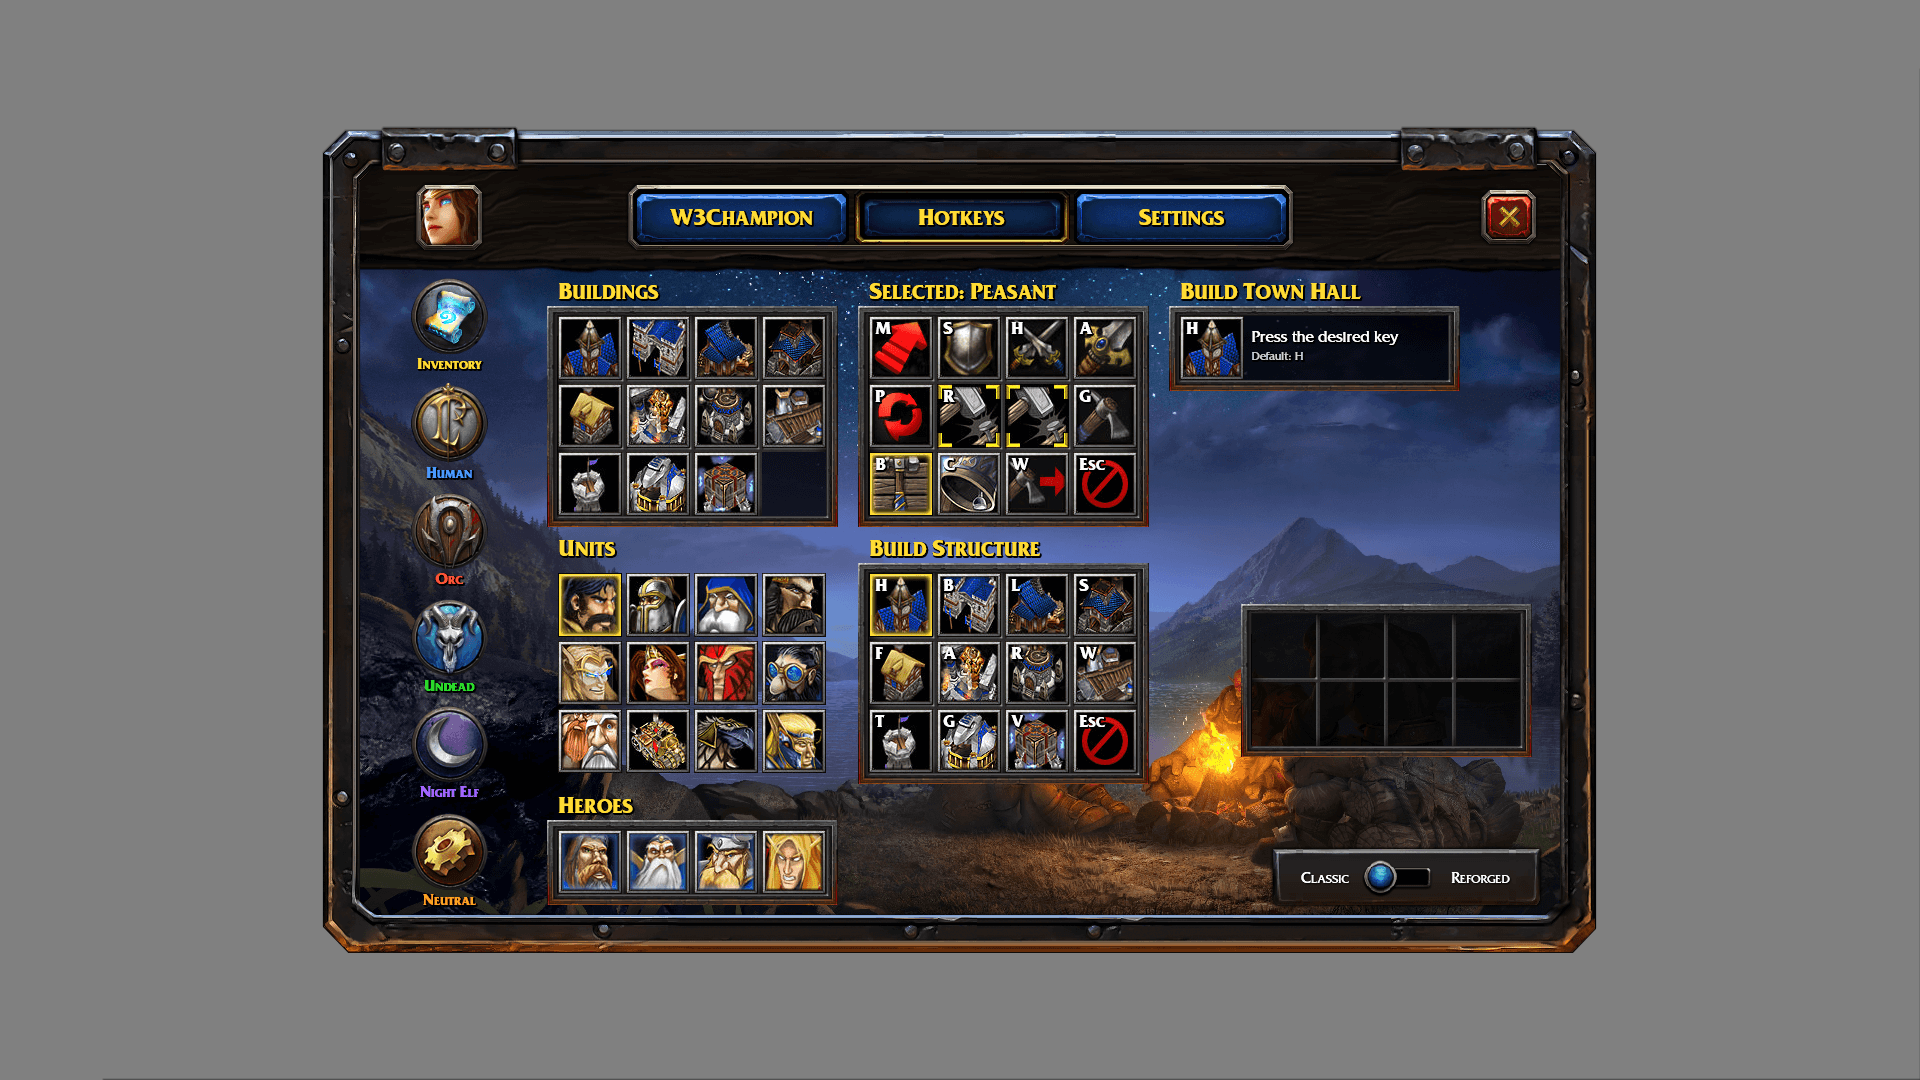 W3Champion
Hotkeys
Settings
Inventory
Human
Orc
Undead
Night Elf
Neutral
Buildings
Units
Heroes
Selected: Peasant
M S H A
P R G
B C W Esc
Build Structure
H B L S
F A R W
T G V Esc
Build Town Hall
H
Press the desired key
Default: H
Classic
Reforged